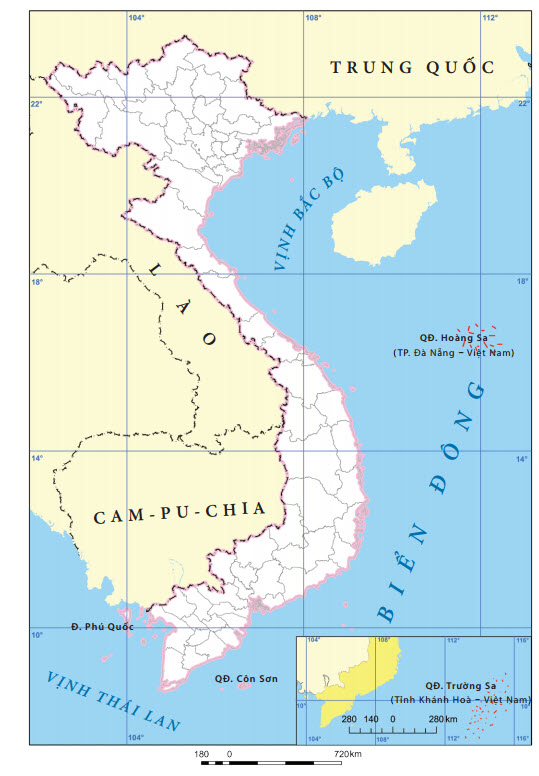 104°
108°
112°
TRUNG QUỐC
22°
22°
VỊNH BẮC BỘ
LÀO
18°
18°
QĐ. Hoàng Sa
(TP. Đà Nẵng – Việt Nam)
BIỂN ĐÔNG
14°
14°
CAM-PU-CHIA
Đ. Phú Quốc
10°
QĐ. Côn Sơn
VỊNH THÁI LAN
104°
104°
108°
112°
116°
QĐ. Trường Sa
(Tỉnh Khánh Hoà – Việt Nam)
10°
10°
280 140 0 280km
104°
108°
112°
116°
180 0 720km